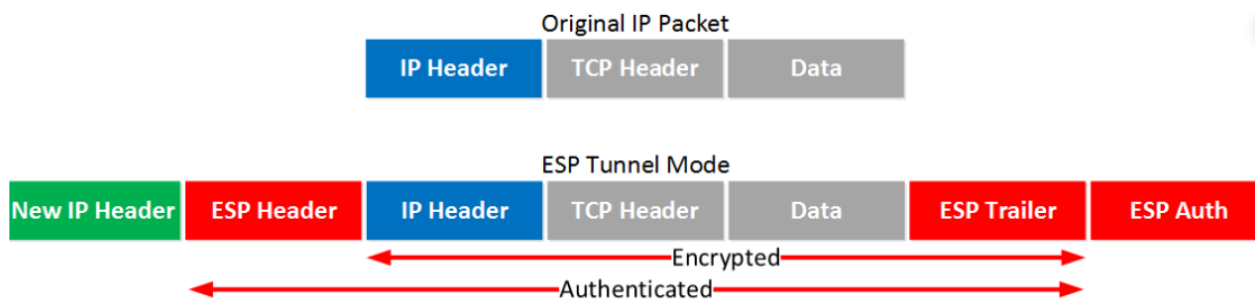 Original IP Packet
IP Header TCP Header Data
ESP Tunnel Mode
New IP Header ESP Header IP Header TCP Header Data ESP Trailer ESP Auth
Encrypted
Authenticated